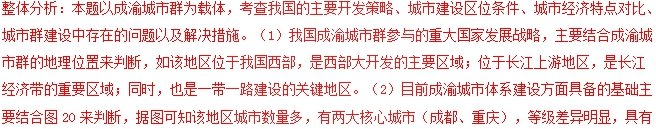 整体分析：本题以成渝城市群为载体，考查我国的主要开发策略、城市建设区位条件、城市经济特点对比、
城市群建设中存在的问题以及解决措施。（1）我国成渝城市群参与的重大国家发展战略，主要结合成渝城
市群的地理位置来判断，如该地区位于我国西部，是西部大开发的主要区域；位于长江上游地区，是长江
经济带的重要区域；同时，也是一带一路建设的关键地区。（2）目前成渝城市体系建设方面具备的基础主
要结合图 20 来判断，据图可知该地区城市数量多，有两大核心城市（成都、重庆），等级差异明显，具有